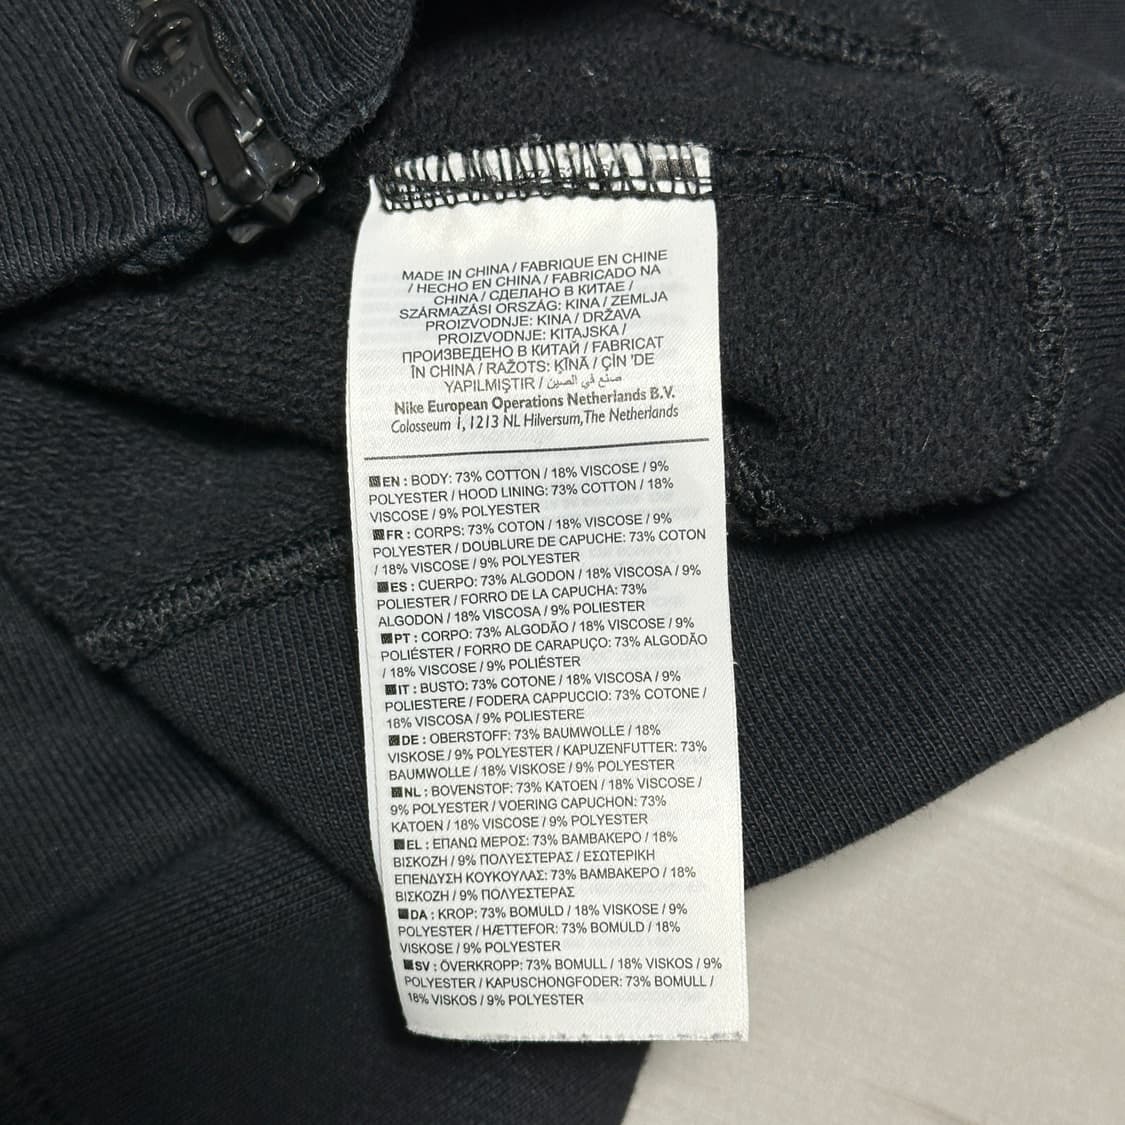 MADE IN CHINA / FABRIQUE EN CHINE
/ HECHO EN CHINA / FABRICADO NA
CHINA / СДЕЛАНО В КИТАЕ /
SZÁRMAZÁSI ORSZÁG: KINA / ZEMLJA
PROIZVODNJE: KINA / DRŽAVA
PROIZVODNJE: KITAJSKA /
ПРОИЗВЕДЕНО В КИТАЙ / FABRICAT
ÎN CHINA / RAŽOTS: ĶĪNĀ / ÇİN 'DE
YAPILMIŞTIR / صنع في الصين
Nike European Operations Netherlands B.V.
Colosseum 1, 1213 NL Hilversum, The Netherlands
EN : BODY: 73% COTTON / 18% VISCOSE / 9%
POLYESTER / HOOD LINING: 73% COTTON / 18%
VISCOSE / 9% POLYESTER
FR : CORPS: 73% COTON / 18% VISCOSE / 9%
POLYESTER / DOUBLURE DE CAPUCHE: 73% COTON
/ 18% VISCOSE / 9% POLYESTER
ES : CUERPO: 73% ALGODON / 18% VISCOSA / 9%
POLIESTER / FORRO DE LA CAPUCHA: 73%
ALGODON / 18% VISCOSA / 9% POLIESTER
PT : CORPO: 73% ALGODÃO / 18% VISCOSE / 9%
POLIÉSTER / FORRO DE CARAPUÇO: 73% ALGODÃO
/ 18% VISCOSE / 9% POLIÉSTER
IT : BUSTO: 73% COTONE / 18% VISCOSA / 9%
POLIESTERE / FODERA CAPPUCCIO: 73% COTONE /
18% VISCOSA / 9% POLIESTERE
DE : OBERSTOFF: 73% BAUMWOLLE / 18%
VISKOSE / 9% POLYESTER / KAPUZENFUTTER: 73%
BAUMWOLLE / 18% VISKOSE / 9% POLYESTER
NL : BOVENSTOF: 73% KATOEN / 18% VISCOSE /
9% POLYESTER / VOERING CAPUCHON: 73%
KATOEN / 18% VISCOSE / 9% POLYESTER
EL : ΕΠΑΝΩ ΜΕΡΟΣ: 73% ΒΑΜΒΑΚΕΡΟ / 18%
ΒΙΣΚΟΖΗ / 9% ΠΟΛΥΕΣΤΕΡΑΣ / ΕΣΩΤΕΡΙΚΗ
ΕΠΕΝΔΥΣΗ ΚΟΥΚΟΥΛΑΣ: 73% ΒΑΜΒΑΚΕΡΟ / 18%
ΒΙΣΚΟΖΗ / 9% ΠΟΛΥΕΣΤΕΡΑΣ
DA : KROP: 73% BOMULD / 18% VISKOSE / 9%
POLYESTER / HÆTTEFOR: 73% BOMULD / 18%
VISKOSE / 9% POLYESTER
SV : ÖVERKROPP: 73% BOMULL / 18% VISKOS / 9%
POLYESTER / KAPUSCHONGFODER: 73% BOMULL /
18% VISKOS / 9% POLYESTER